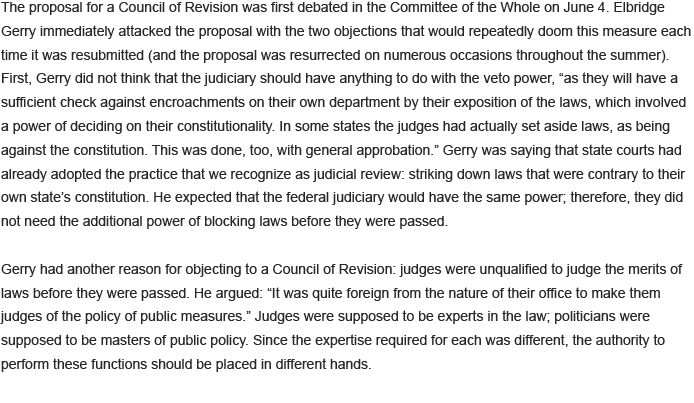 The proposal for a Council of Revision was first debated in the Committee of the Whole on June 4. Elbridge
Gerry immediately attacked the proposal with the two objections that would repeatedly doom this measure each
time it was resubmitted (and the proposal was resurrected on numerous occasions throughout the summer).
First, Gerry did not think that the judiciary should have anything to do with the veto power, “as they will have a
sufficient check against encroachments on their own department by their exposition of the laws, which involved
a power of deciding on their constitutionality. In some states the judges had actually set aside laws, as being
against the constitution. This was done, too, with general approbation.” Gerry was saying that state courts had
already adopted the practice that we recognize as judicial review: striking down laws that were contrary to their
own state’s constitution. He expected that the federal judiciary would have the same power; therefore, they did
not need the additional power of blocking laws before they were passed.

Gerry had another reason for objecting to a Council of Revision: judges were unqualified to judge the merits of
laws before they were passed. He argued: “It was quite foreign from the nature of their office to make them
judges of the policy of public measures.” Judges were supposed to be experts in the law; politicians were
supposed to be masters of public policy. Since the expertise required for each was different, the authority to
perform these functions should be placed in different hands.